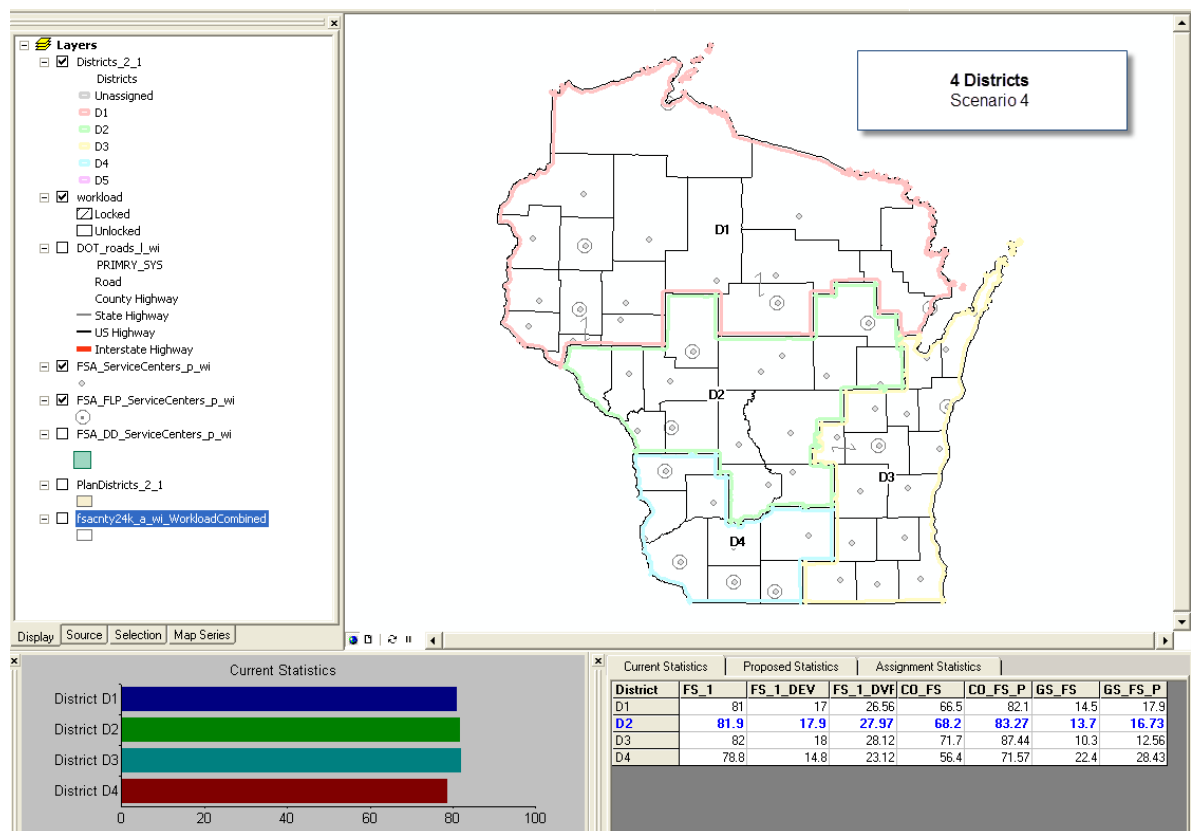 Layers
Districts_2_1
Districts
Unassigned
D1
D2
D3
D4
D5
workload
Locked
Unlocked
DOT_roads_l_wi
PRIMRY_SYS
Road
County Highway
State Highway
US Highway
Interstate Highway
FSA_ServiceCenters_p_wi
FSA_FLP_ServiceCenters_p_wi
FSA_DD_ServiceCenters_p_wi
PlanDistricts_2_1
fsacnty24k_a_wi_WorkloadCombined
Display Source Selection Map Series
4 Districts
Scenario 4
D1
D2
D3
D4
Current Statistics
District D1
District D2
District D3
District D4
0 20 40 60 80 100
Current Statistics Proposed Statistics Assignment Statistics
District FS_1 FS_1_DEV FS_1_DVF CO_FS CO_FS_P GS_FS GS_FS_P
D1 81 17 26.56 66.5 82.1 14.5 17.9
D2 81.9 17.9 27.97 68.2 83.27 13.7 16.73
D3 82 18 28.12 71.7 87.44 10.3 12.56
D4 78.8 14.8 23.12 56.4 71.57 22.4 28.43